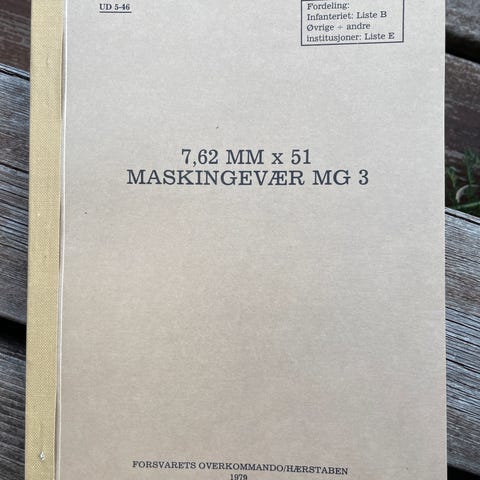 UD 5-46
Fordeling:
Infanteriet: Liste B
Øvrige ÷ andre
institusjoner: Liste E
7,62 MM x 51
MASKINGEVÆR MG 3
FORSVARETS OVERKOMMANDO/HÆRSTABEN
1979